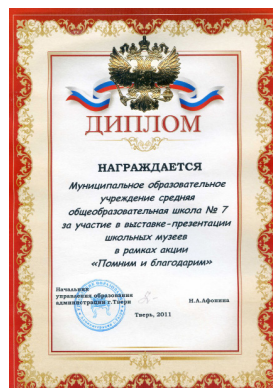 ДИПЛОМ
НАГРАЖДАЕТСЯ
Муниципальное образовательное
учреждение средняя
общеобразовательная школа № 7
за участие в выставке-презентации
школьных музеев
в рамках акции
«Помним и благодарим»
Начальник
управления образования
администрации г.Твери
Н.А.Афонина
Тверь, 2011